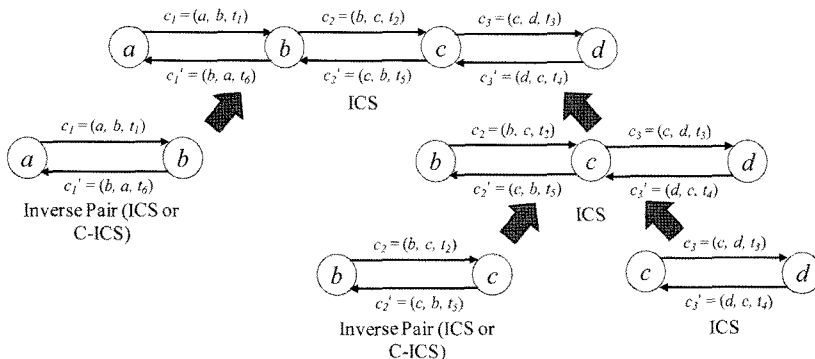 c₁ = (a, b, t₁)
c₂ = (b, c, t₂)
c₃ = (c, d, t₃)
a
b
c
d
c₁' = (b, a, t₆)
c₂' = (c, b, t₅)
c₃' = (d, c, t₄)
ICS
c₁ = (a, b, t₁)
a
b
c₁' = (b, a, t₆)
Inverse Pair (ICS or
C-ICS)
c₂ = (b, c, t₂)
c₃ = (c, d, t₃)
b
c
d
c₂' = (c, b, t₅)
c₃' = (d, c, t₄)
ICS
c₂ = (b, c, t₂)
b
c
c₂' = (c, b, t₅)
Inverse Pair (ICS or
C-ICS)
c₃ = (c, d, t₃)
c
d
c₃' = (d, c, t₄)
ICS